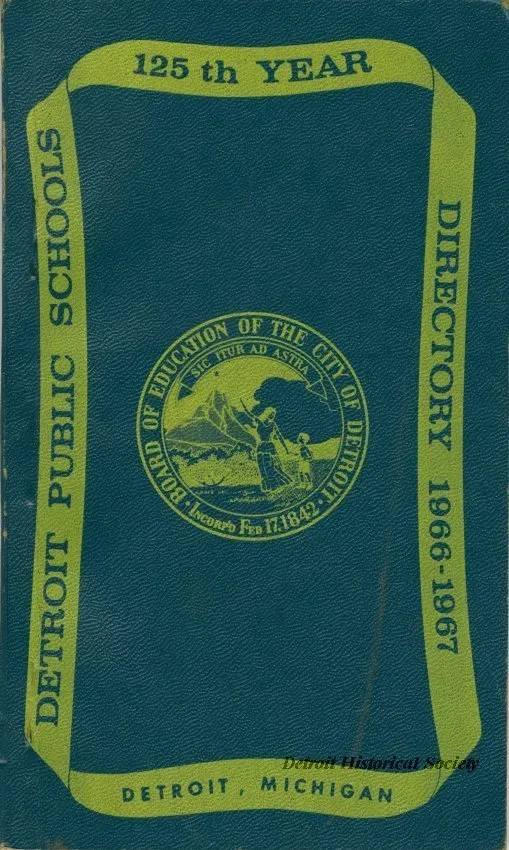 125 th YEAR
DETROIT PUBLIC SCHOOLS
DIRECTORY 1966-1967
BOARD OF EDUCATION OF THE CITY OF DETROIT
SIC ITUR AD ASTRA
INCORP'D FEB 17, 1842
Detroit Historical Society
DETROIT, MICHIGAN